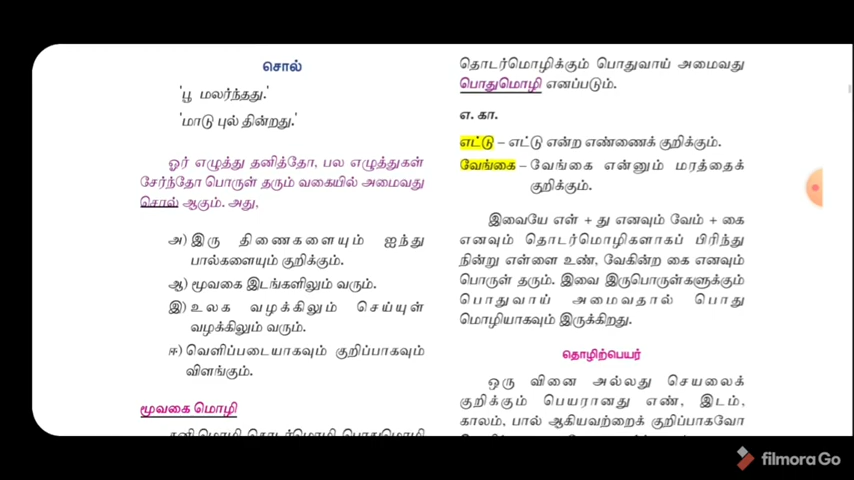 சொல்
'பூ மலர்ந்தது.'
'மாடு புல் தின்றது.'
ஓர் எழுத்து தனித்தோ, பல எழுத்துகள்
சேர்ந்தோ பொருள் தரும் வகையில் அமைவது
சொல் ஆகும். அது,
அ) இரு திணைகளையும் ஐந்து
பால்களையும் குறிக்கும்.
ஆ) மூவகை இடங்களிலும் வரும்.
இ) உலக வழக்கிலும் செய்யுள்
வழக்கிலும் வரும்.
ஈ) வெளிப்படையாகவும் குறிப்பாகவும்
விளங்கும்.
மூவகை மொழி
தனி மொழி, தொடர்மொழி, பொதுமொழி
தொடர்மொழிக்கும் பொதுவாய் அமைவது
பொதுமொழி எனப்படும்.
எ. கா.
எட்டு – எட்டு என்ற எண்ணைக் குறிக்கும்.
வேங்கை – வேங்கை என்னும் மரத்தைக்
குறிக்கும்.
இவையே எள் + து எனவும் வேம் + கை
எனவும் தொடர்மொழிகளாகப் பிரிந்து
நின்று எள்ளை உண், வேகின்ற கை எனவும்
பொருள் தரும். இவை இருபொருள்களுக்கும்
பொதுவாய் அமைவதால் பொது
மொழியாகவும் இருக்கிறது.
தொழிற்பெயர்
ஒரு வினை அல்லது செயலைக்
குறிக்கும் பெயரானது எண், இடம்,
காலம், பால் ஆகியவற்றைக் குறிப்பாகவோ
filmora Go